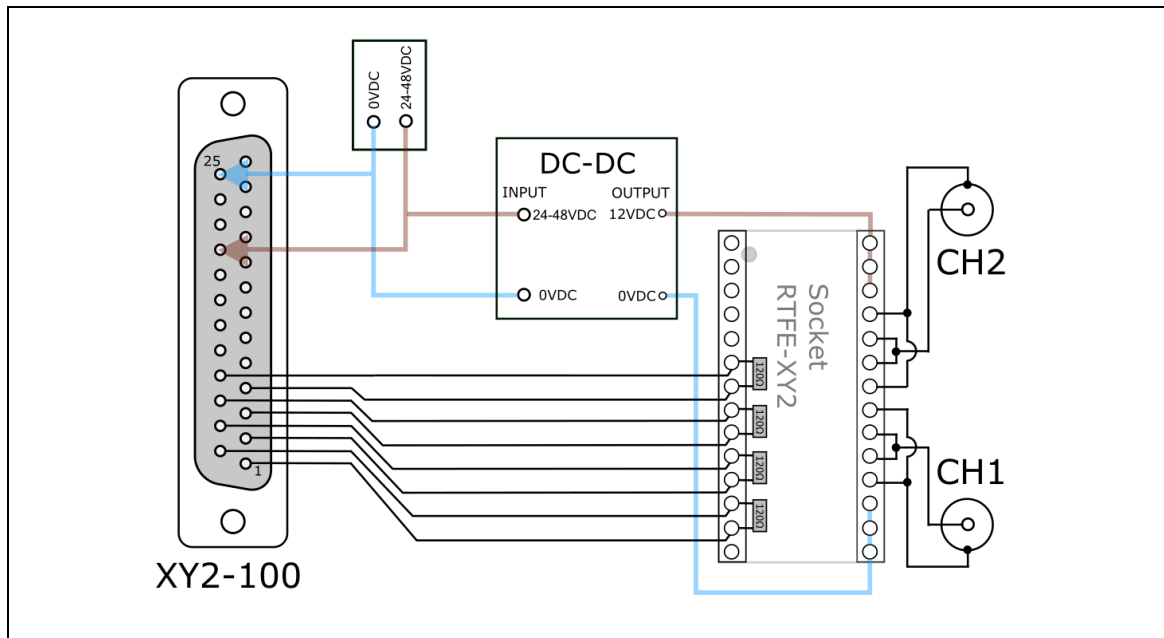 0VDC
24-48VDC
25
DC-DC
INPUT
OUTPUT
24-48VDC
12VDC
0VDC
0VDC
CH2
Socket
RTFE-XY2
120Ω
120Ω
120Ω
120Ω
1
CH1
XY2-100